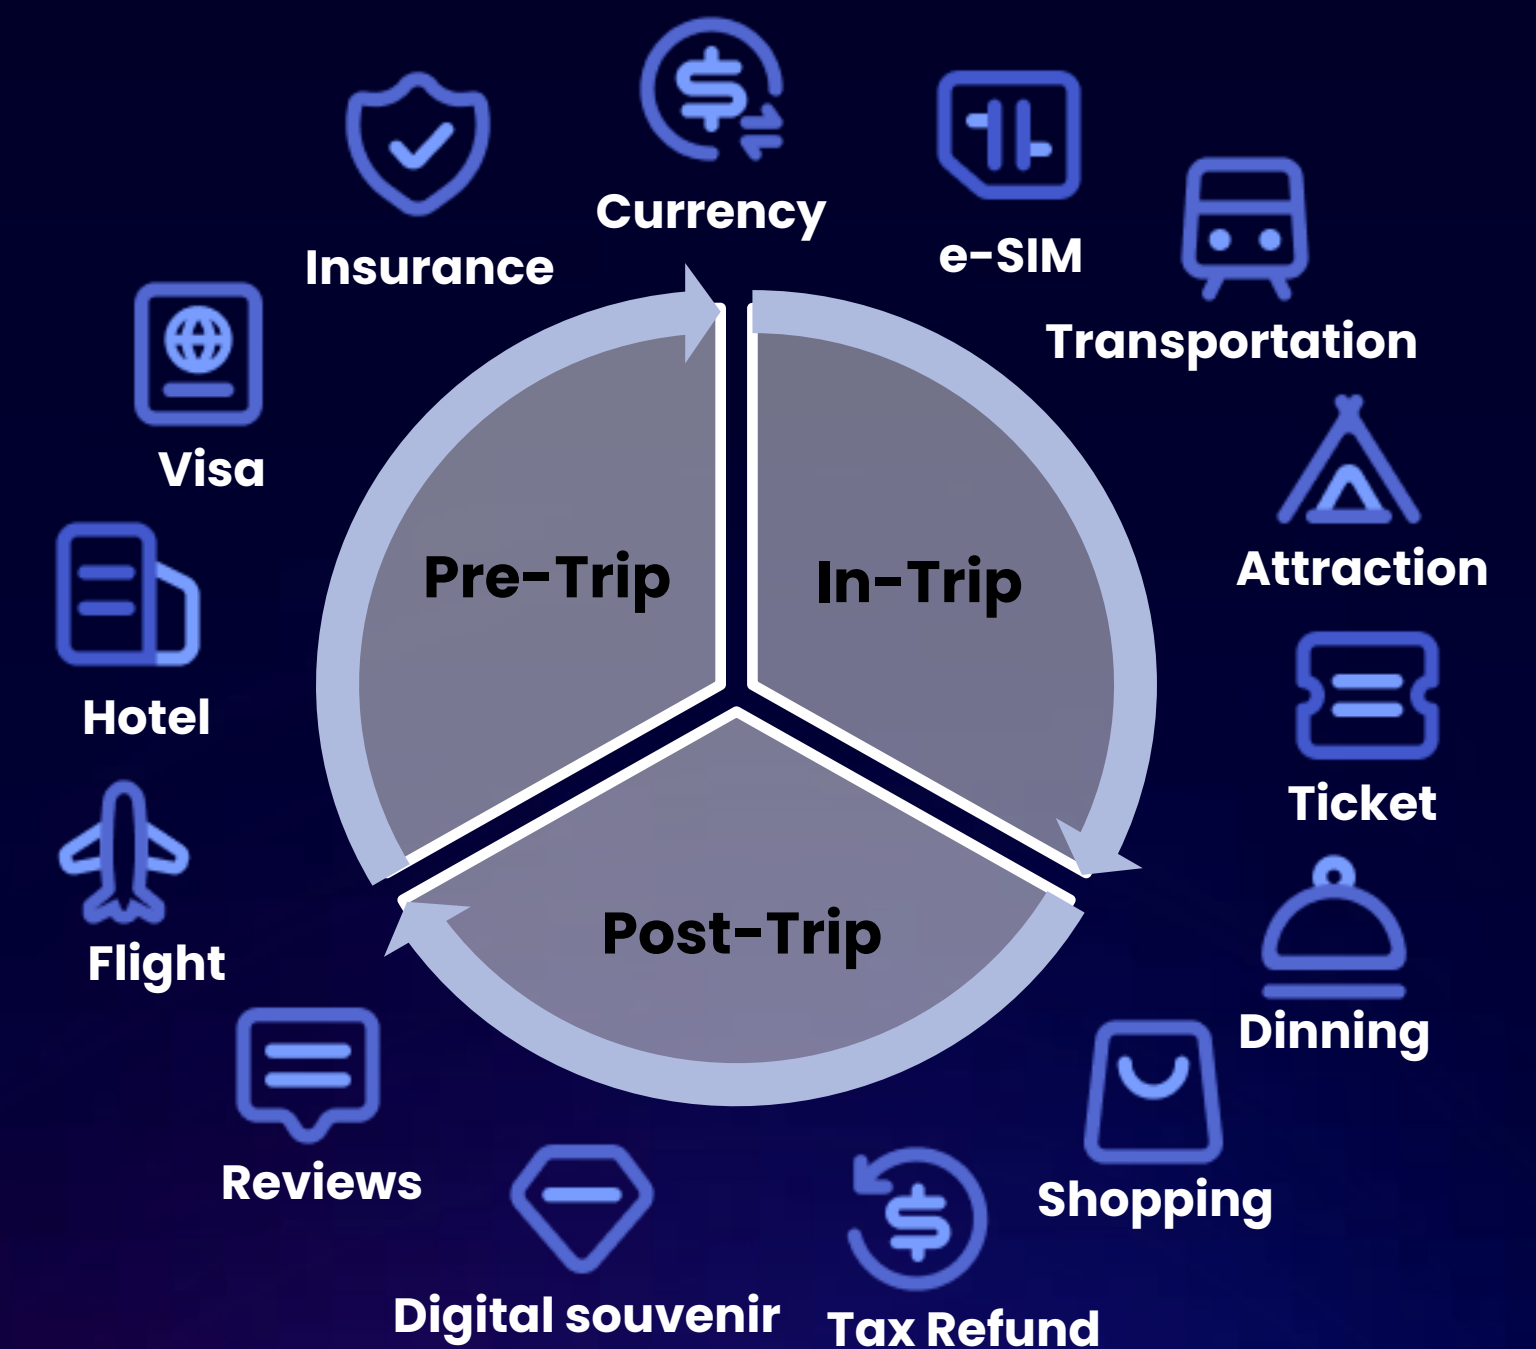 Currency
e-SIM
Insurance
Transportation
Visa
Attraction
Pre-Trip
In-Trip
Hotel
Ticket
Post-Trip
Flight
Dinning
Reviews
Shopping
Digital souvenir
Tax Refund